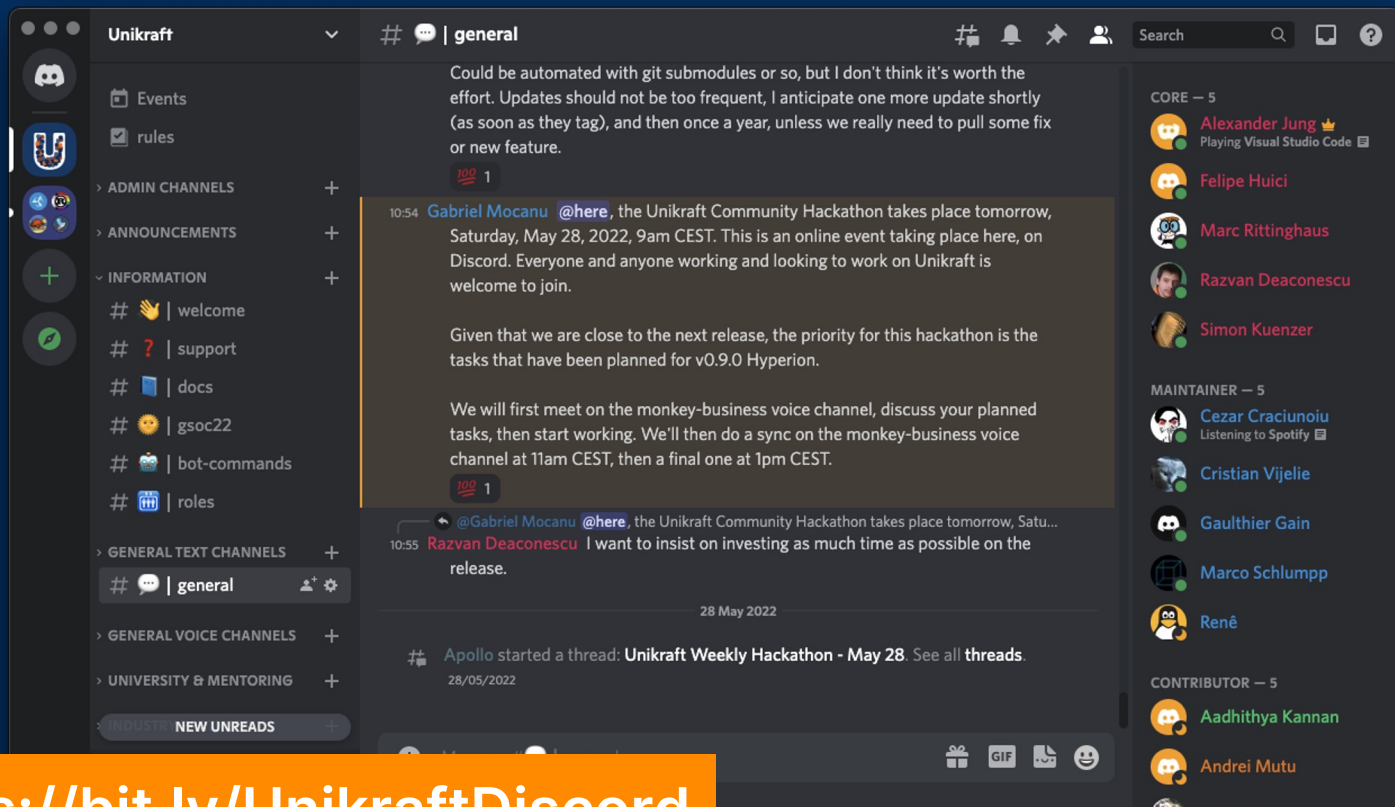 Unikraft
# 💬 | general
Search
Events
rules
ADMIN CHANNELS
ANNOUNCEMENTS
INFORMATION
# 👋 | welcome
# ❓ | support
# 📘 | docs
# 🌞 | gsoc22
# 🤖 | bot-commands
# 🚻 | roles
GENERAL TEXT CHANNELS
# 💬 | general
GENERAL VOICE CHANNELS
UNIVERSITY & MENTORING
NEW UNREADS
Could be automated with git submodules or so, but I don't think it's worth the
effort. Updates should not be too frequent, I anticipate one more update shortly
(as soon as they tag), and then once a year, unless we really need to pull some fix
or new feature.
💯 1
10:54 Gabriel Mocanu @here, the Unikraft Community Hackathon takes place tomorrow,
Saturday, May 28, 2022, 9am CEST. This is an online event taking place here, on
Discord. Everyone and anyone working and looking to work on Unikraft is
welcome to join.
Given that we are close to the next release, the priority for this hackathon is the
tasks that have been planned for v0.9.0 Hyperion.
We will first meet on the monkey-business voice channel, discuss your planned
tasks, then start working. We'll then do a sync on the monkey-business voice
channel at 11am CEST, then a final one at 1pm CEST.
💯 1
@Gabriel Mocanu @here, the Unikraft Community Hackathon takes place tomorrow, Satu...
10:55 Razvan Deaconescu I want to insist on investing as much time as possible on the
release.
28 May 2022
Apollo started a thread: Unikraft Weekly Hackathon - May 28. See all threads.
28/05/2022
GIF
CORE — 5
Alexander Jung
Playing Visual Studio Code
Felipe Huici
Marc Rittinghaus
Razvan Deaconescu
Simon Kuenzer
MAINTAINER — 5
Cezar Craciunoiu
Listening to Spotify
Cristian Vijelie
Gaulthier Gain
Marco Schlumpp
Renê
CONTRIBUTOR — 5
Aadhithya Kannan
Andrei Mutu
://bit.ly/UnikraftDiscord